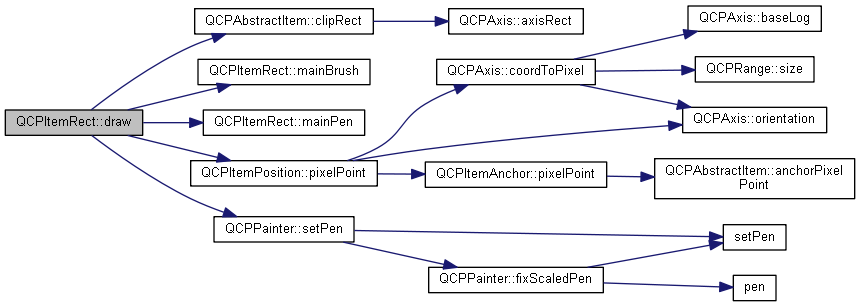 QCPItemRect::draw
QCPAbstractItem::clipRect
QCPAxis::axisRect
QCPItemRect::mainBrush
QCPItemRect::mainPen
QCPItemPosition::pixelPoint
QCPAxis::coordToPixel
QCPAxis::baseLog
QCPRange::size
QCPAxis::orientation
QCPItemAnchor::pixelPoint
QCPAbstractItem::anchorPixel
Point
QCPPainter::setPen
setPen
QCPPainter::fixScaledPen
pen